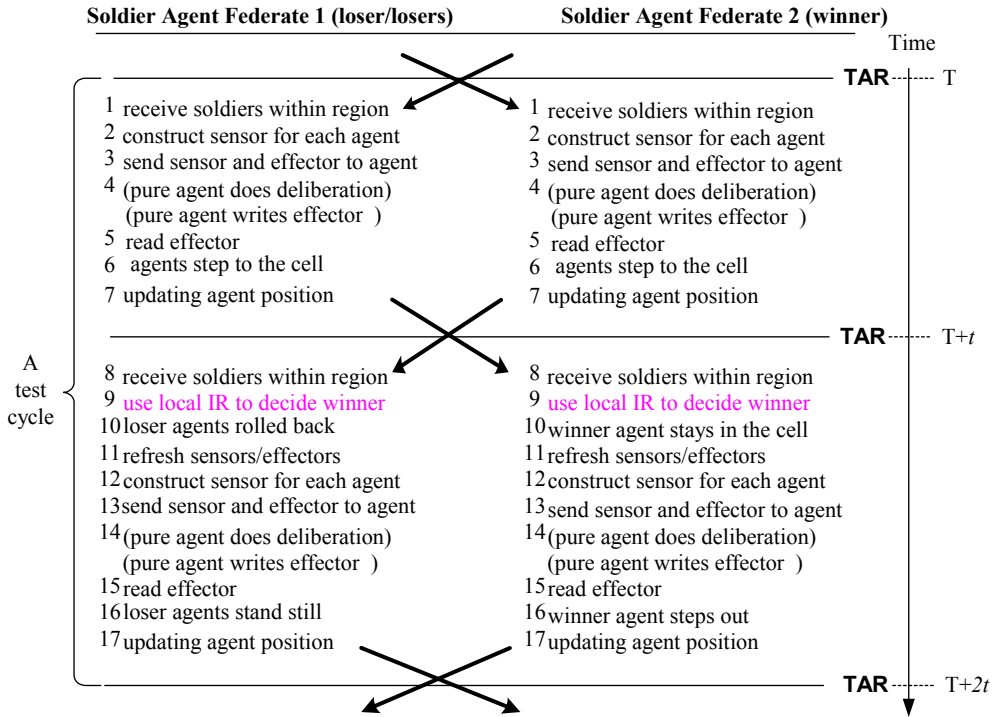 Soldier Agent Federate 1 (loser/losers)
Soldier Agent Federate 2 (winner)
Time
TAR
T
1 receive soldiers within region
2 construct sensor for each agent
3 send sensor and effector to agent
4 (pure agent does deliberation)
(pure agent writes effector )
5 read effector
6 agents step to the cell
7 updating agent position
1 receive soldiers within region
2 construct sensor for each agent
3 send sensor and effector to agent
4 (pure agent does deliberation)
(pure agent writes effector )
5 read effector
6 agents step to the cell
7 updating agent position
TAR
T+t
A
test
cycle
8 receive soldiers within region
9 use local IR to decide winner
10 loser agents rolled back
11 refresh sensors/effectors
12 construct sensor for each agent
13 send sensor and effector to agent
14 (pure agent does deliberation)
(pure agent writes effector )
15 read effector
16 loser agents stand still
17 updating agent position
8 receive soldiers within region
9 use local IR to decide winner
10 winner agent stays in the cell
11 refresh sensors/effectors
12 construct sensor for each agent
13 send sensor and effector to agent
14 (pure agent does deliberation)
(pure agent writes effector )
15 read effector
16 winner agent steps out
17 updating agent position
TAR
T+2t